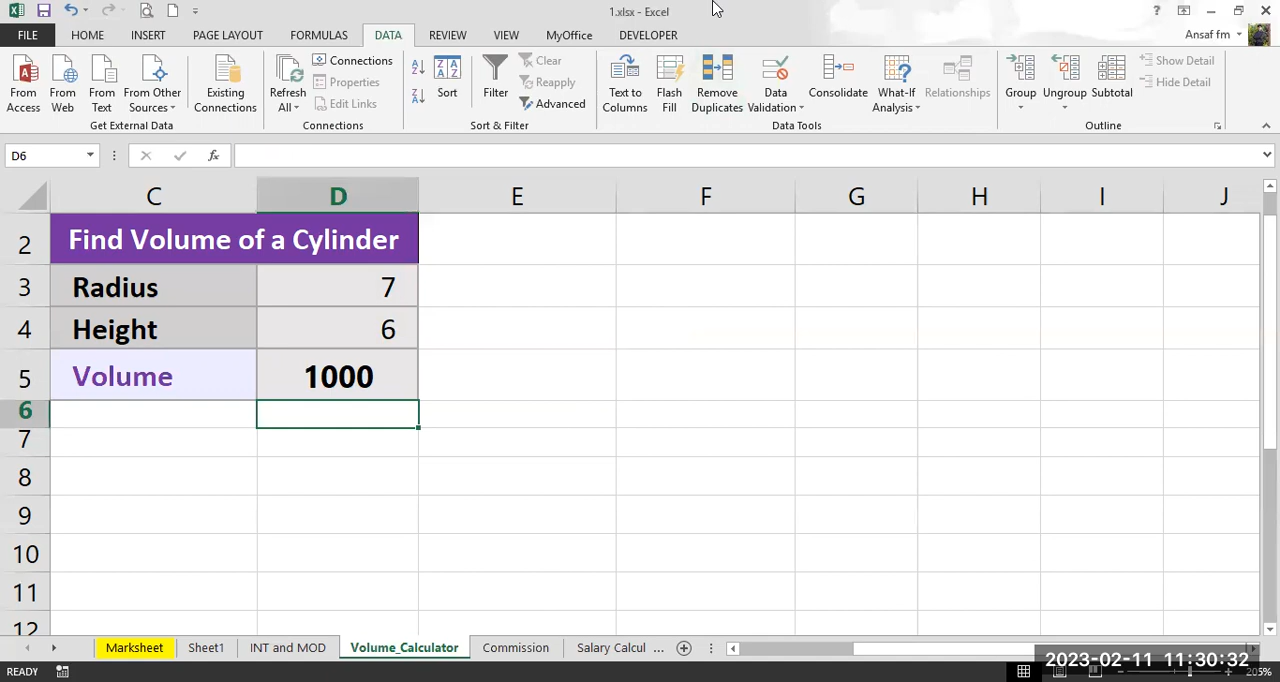 1.xlsx - Excel
FILE HOME INSERT PAGE LAYOUT FORMULAS DATA REVIEW VIEW MyOffice DEVELOPER Ansaf fm
From Access
From Web
From Text
From Other Sources
Existing Connections
Get External Data
Refresh All
Connections
Properties
Edit Links
Connections
Sort
Filter
Clear
Reapply
Advanced
Sort & Filter
Text to Columns
Flash Fill
Remove Duplicates
Data Validation
Consolidate
What-If Analysis
Relationships
Data Tools
Group
Ungroup
Subtotal
Show Detail
Hide Detail
Outline
D6 fx
C D E F G H I J
2 Find Volume of a Cylinder
3 Radius 7
4 Height 6
5 Volume 1000
6
7
8
9
10
11
12
Marksheet Sheet1 INT and MOD Volume_Calculator Commission Salary Calcul ...
2023-02-11 11:30:32
READY 205%